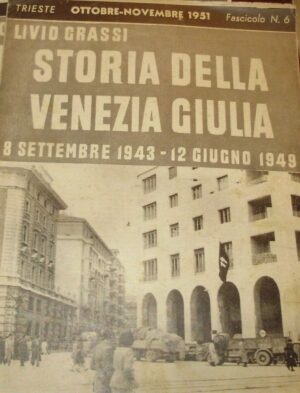 TRIESTE OTTOBRE-NOVEMBRE 1951 Fascicolo N. 6
LIVIO GRASSI
STORIA DELLA
VENEZIA GIULIA
8 SETTEMBRE 1943 - 12 GIUGNO 1949